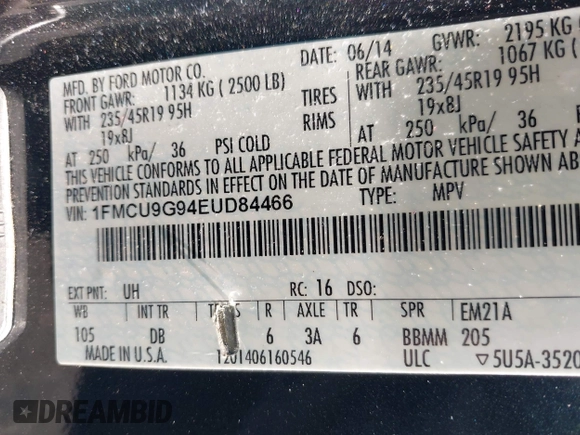 MFD. BY FORD MOTOR CO.
DATE: 06/14 GVWR: 2195 KG
FRONT GAWR: 1134 KG ( 2500 LB) REAR GAWR: 1067 KG (
WITH 235/45R19 95H TIRES WITH 235/45R19 95H
19x8J RIMS 19x8J
AT 250 kPa/ 36 PSI COLD AT 250 kPa/ 36
THIS VEHICLE CONFORMS TO ALL APPLICABLE FEDERAL MOTOR VEHICLE SAFETY
PREVENTION STANDARDS IN EFFECT ON THE DATE OF MANUFACTURE
VIN: 1FMCU9G94EUD84466 TYPE: MPV
EXT PNT: UH RC: 16 DSO:
WB INT TR R AXLE TR SPR EM21A
105 DB 6 3A 6 BBMM 205
MADE IN U.S.A. 1201406160546 ULC ▽5U5A-3520
DREAMBID